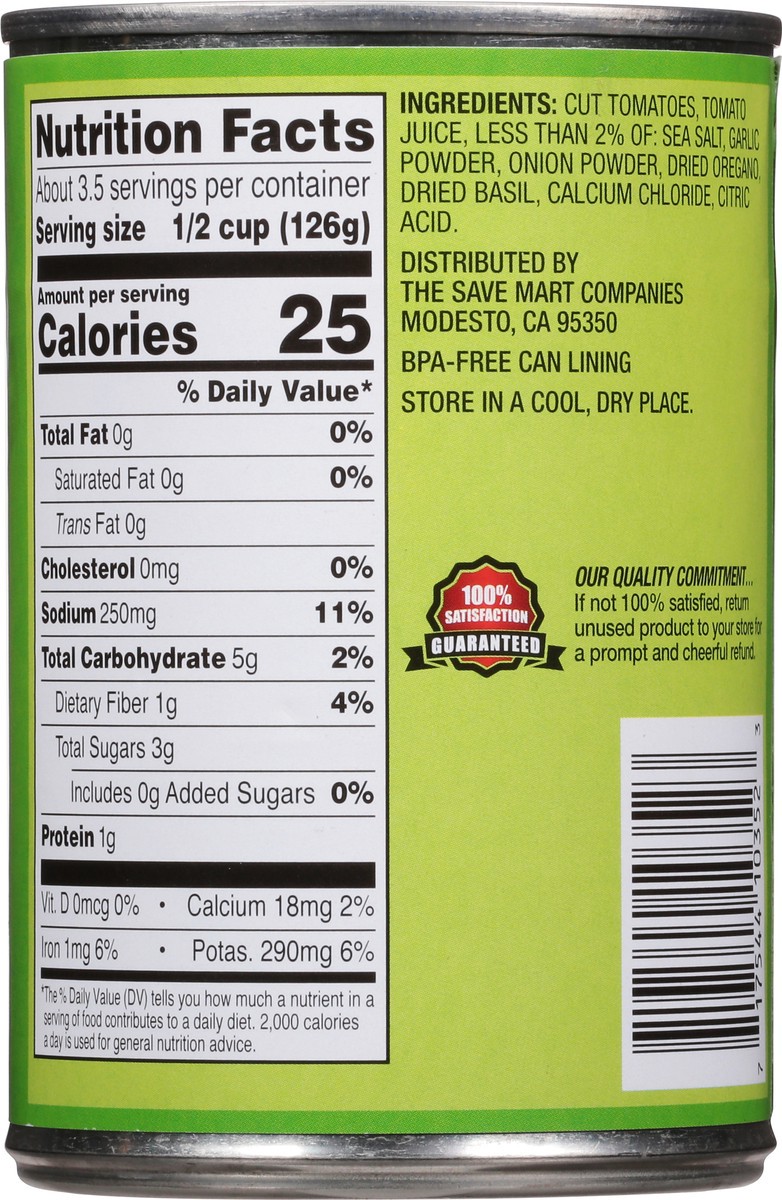 Nutrition Facts
About 3.5 servings per container
Serving size 1/2 cup (126g)
Amount per serving
Calories 25
% Daily Value*
Total Fat 0g 0%
Saturated Fat 0g 0%
Trans Fat 0g
Cholesterol 0mg 0%
Sodium 250mg 11%
Total Carbohydrate 5g 2%
Dietary Fiber 1g 4%
Total Sugars 3g
Includes 0g Added Sugars 0%
Protein 1g
Vit. D 0mcg 0% • Calcium 18mg 2%
Iron 1mg 6% • Potas. 290mg 6%
*The % Daily Value (DV) tells you how much a nutrient in a
serving of food contributes to a daily diet. 2,000 calories
a day is used for general nutrition advice.
INGREDIENTS: CUT TOMATOES, TOMATO
JUICE, LESS THAN 2% OF: SEA SALT, GARLIC
POWDER, ONION POWDER, DRIED OREGANO,
DRIED BASIL, CALCIUM CHLORIDE, CITRIC
ACID.
DISTRIBUTED BY
THE SAVE MART COMPANIES
MODESTO, CA 95350
BPA-FREE CAN LINING
STORE IN A COOL, DRY PLACE.
100%
SATISFACTION
GUARANTEED
OUR QUALITY COMMITMENT...
If not 100% satisfied, return
unused product to your store for
a prompt and cheerful refund.
7 17544 10352 3